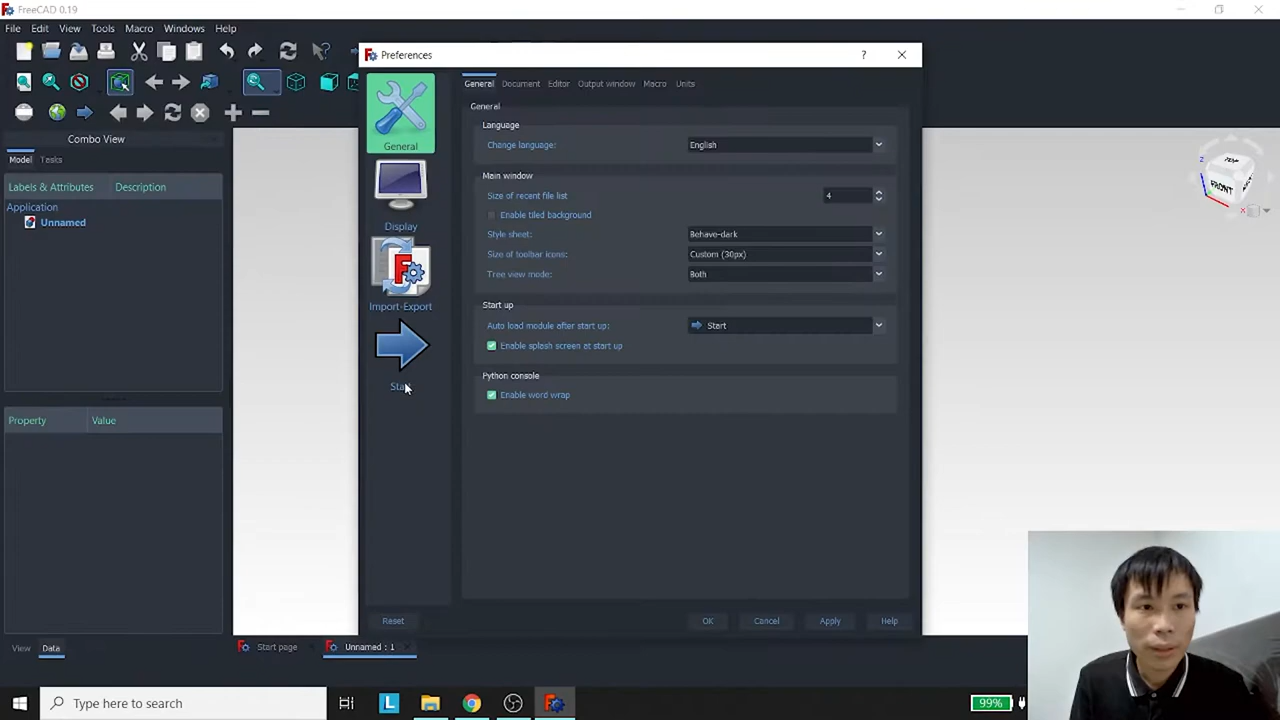 FreeCAD 0.19
File Edit View Tools Macro Windows Help
Preferences
?
General Document Editor Output window Macro Units
General
Language
Change language: English
Main window
Size of recent file list 4
Enable tiled background
Style sheet: Behave-dark
Size of toolbar icons: Custom (30px)
Tree view mode: Both
Start up
Auto load module after start up: Start
Enable splash screen at start up
Python console
Enable word wrap
General
Display
Import-Export
Start
Reset OK Cancel Apply Help
Combo View
Model Tasks
Labels & Attributes Description
Application
Unnamed
Property Value
View Data
Start page Unnamed : 1
FRONT
Z
X
Type here to search
L
99%